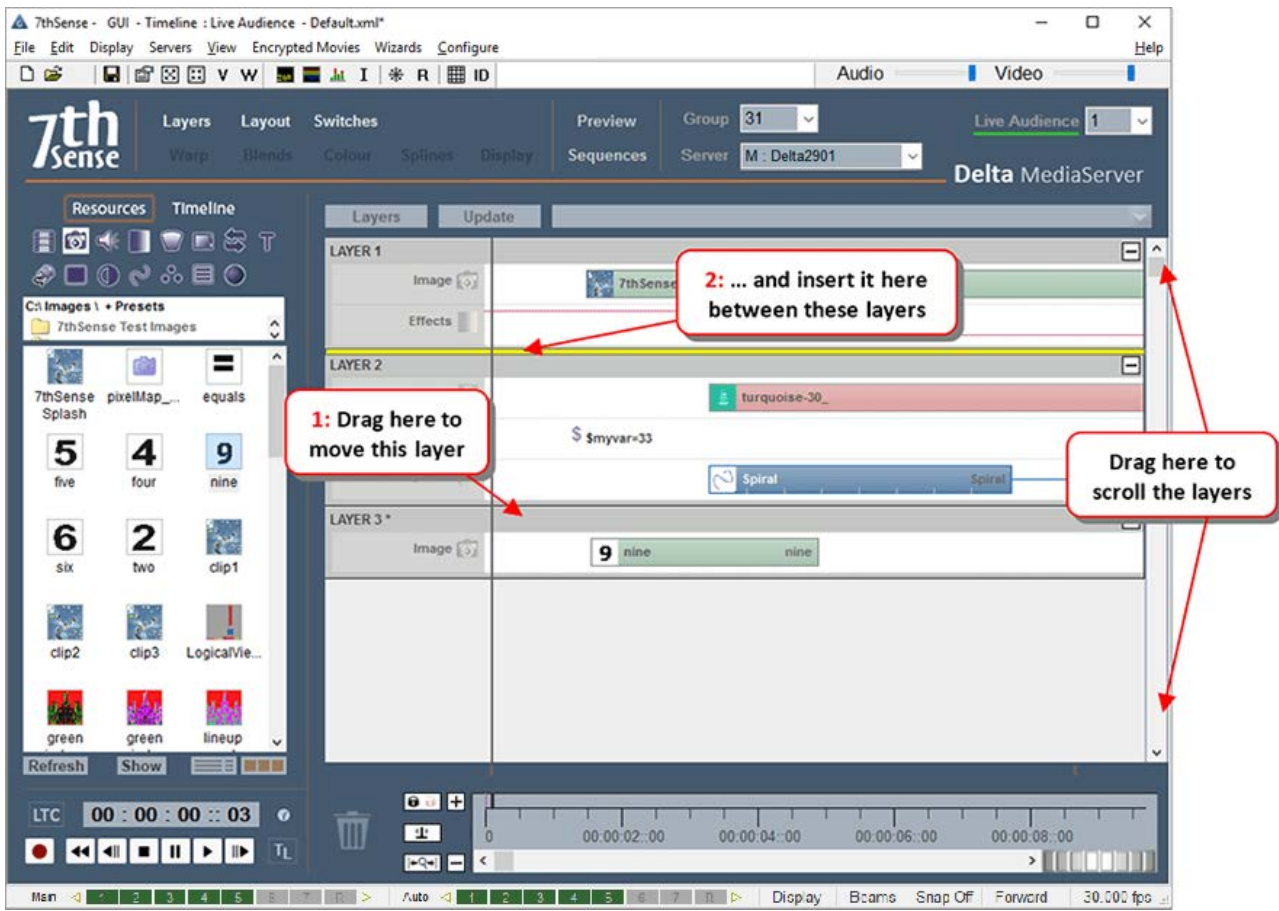 7thSense - GUI - Timeline : Live Audience - Default.xml*
File Edit Display Servers View Encrypted Movies Wizards Configure
Help
V W I R ID
Audio Video
7th
Sense
Layers Layout Switches
Preview
Group 31
Live Audience 1
Warp Blends Colour Splines Display
Sequences
Server M : Delta2901
Delta MediaServer
Resources Timeline
Layers Update
T
LAYER 1
Image
7thSense
Effects
2: ... and insert it here
between these layers
C:\ Images \ + Presets
7thSense Test Images
LAYER 2
turquoise-30_
7thSense
Splash
pixelMap_...
equals
1: Drag here to
move this layer
$ $myvar=33
5 4 9
five four nine
Spiral Spiral
Drag here to
scroll the layers
LAYER 3 *
6 2
six two clip1
Image
9 nine nine
clip2 clip3 LogicalVie...
green green lineup
Refresh Show
LTC 00 : 00 : 00 :: 03
TL
0 00:00:02::00 00:00:04::00 00:00:06::00 00:00:08::00
Main 1 2 3 4 5 6 7 R Auto 1 2 3 4 5 6 7 R Display Beams Snap Off Forward 30.000 fps